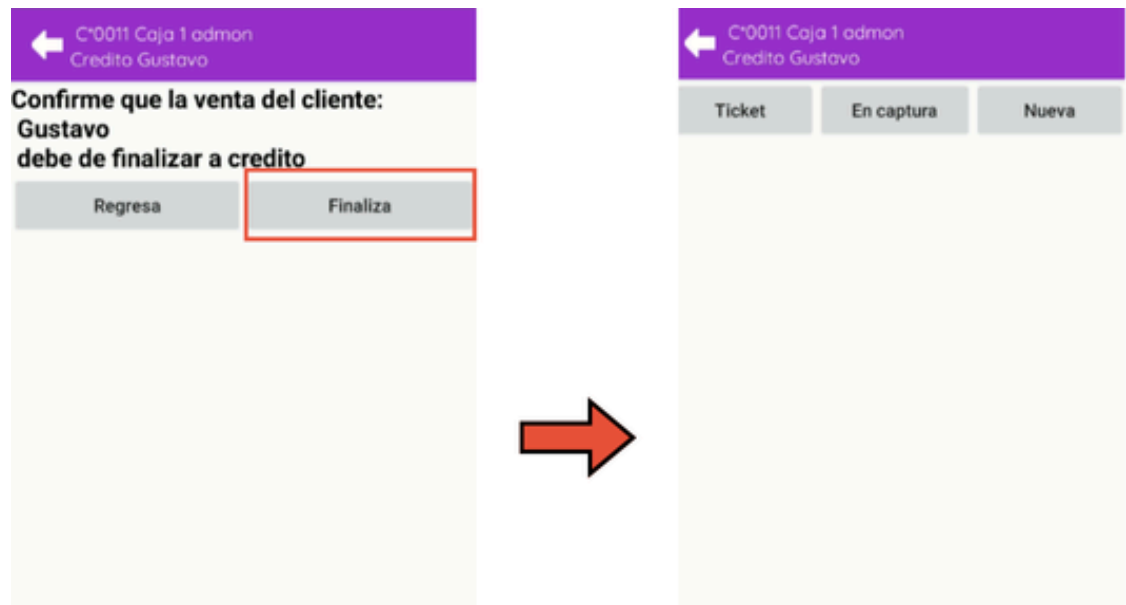 C*0011 Caja 1 admon
Credito Gustavo
Confirme que la venta del cliente:
Gustavo
debe de finalizar a credito
Regresa
Finaliza
C*0011 Caja 1 admon
Credito Gustavo
Ticket
En captura
Nueva